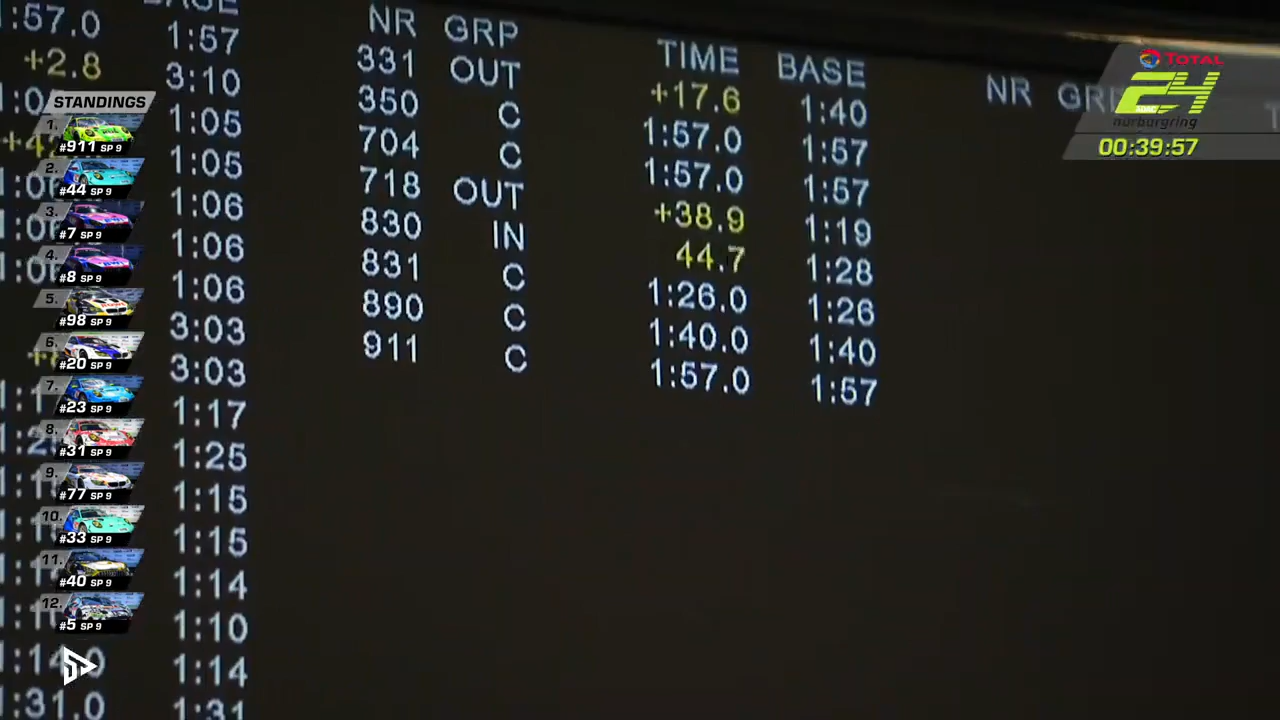 1:57.0 1:57
+2.8 3:10
1:05
1:05
1:06
1:06
1:06
3:03
3:03
1:17
1:25
1:15
1:15
1:14
1:10
1:14
1:31.0 1:31
NR GRP TIME BASE
331 OUT +17.6 1:40
350 C 1:57.0 1:57
704 C 1:57.0 1:57
718 OUT +38.9 1:19
830 IN 44.7 1:28
831 C 1:26.0 1:26
890 C 1:40.0 1:40
911 C 1:57.0 1:57
NR
STANDINGS
1. #911 SP 9
2. #44 SP 9
3. #7 SP 9
4. #8 SP 9
5. #98 SP 9
6. #20 SP 9
7. #23 SP 9
8. #31 SP 9
9. #77 SP 9
10. #33 SP 9
11. #40 SP 9
12. #5 SP 9
TOTAL
24
ADAC
nürburgring
00:39:57